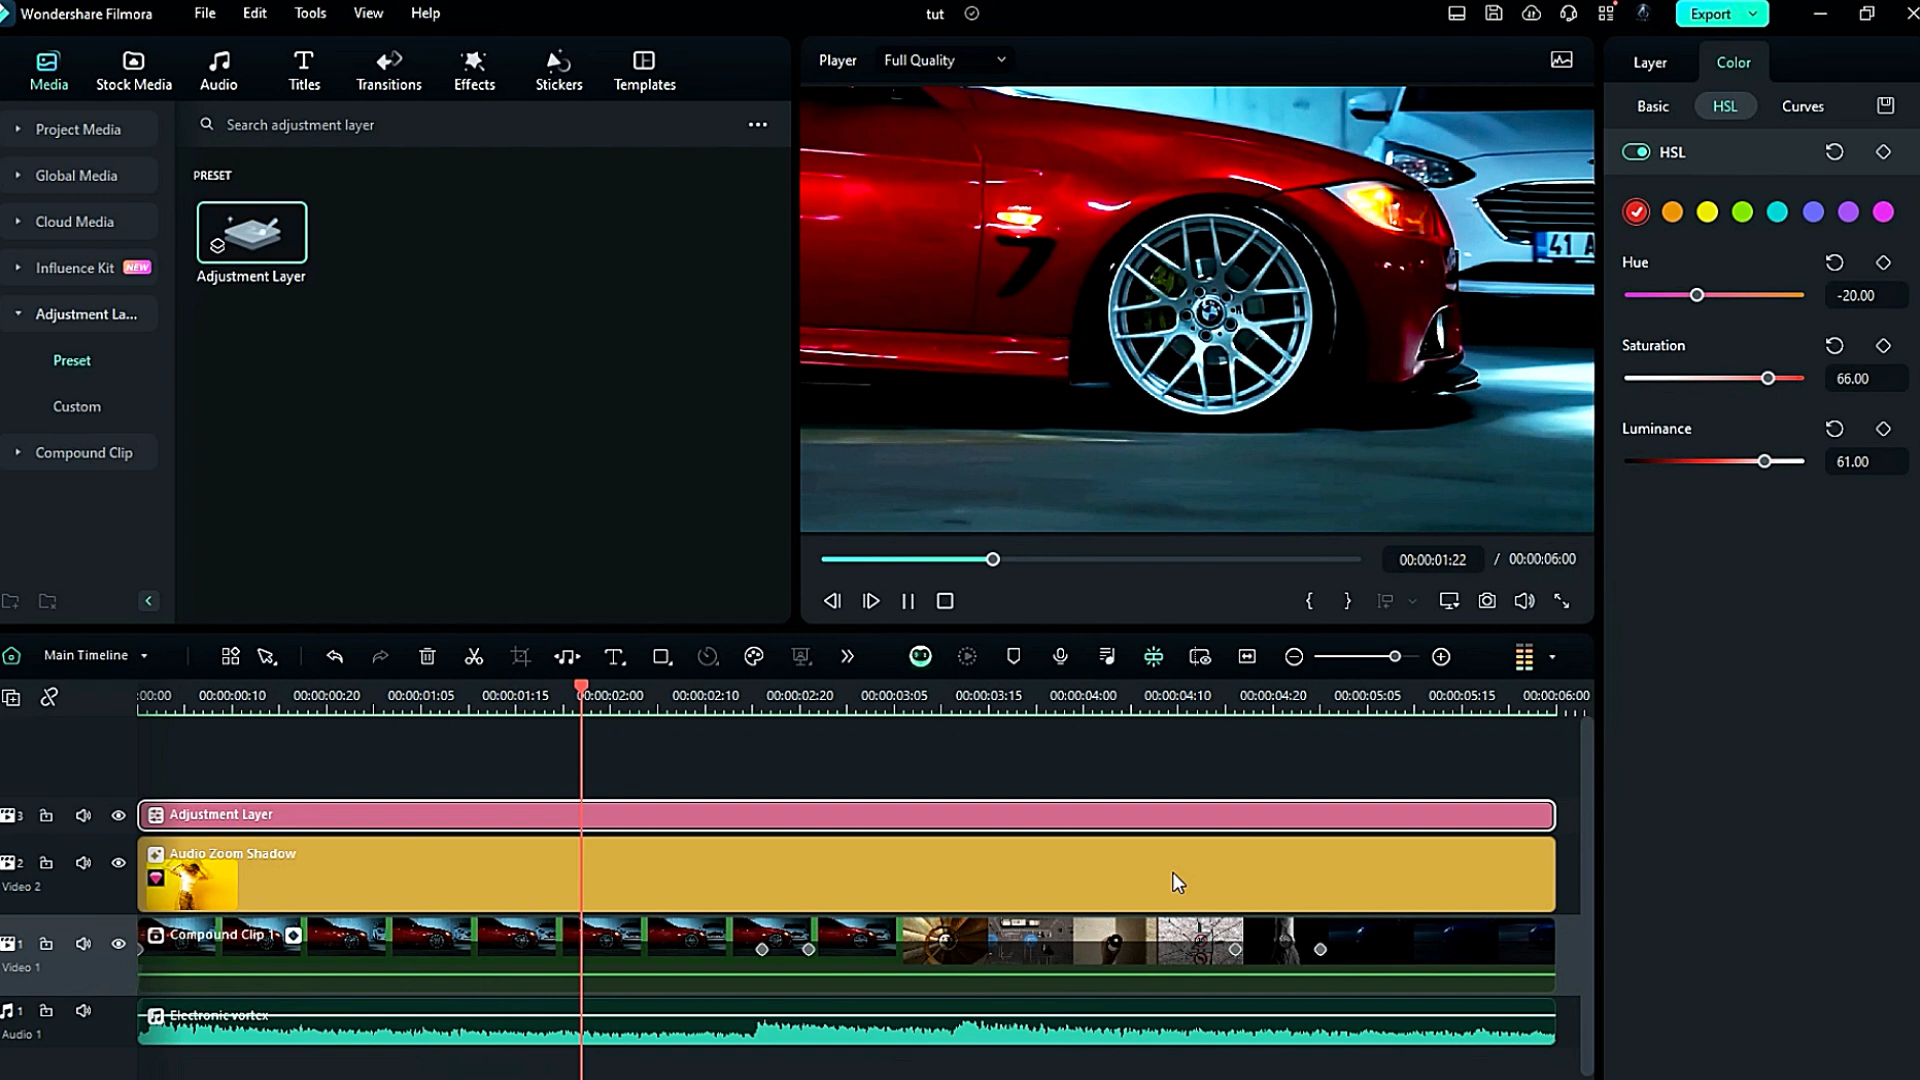 Wondershare Filmora
File Edit Tools View Help
tut
Export
Media Stock Media Audio Titles Transitions Effects Stickers Templates
Player Full Quality
Layer Color
Basic HSL Curves
Project Media
Global Media
Cloud Media
Influence Kit NEW
Adjustment La...
Preset
Custom
Compound Clip
Search adjustment layer
PRESET
Adjustment Layer
41 A
HSL
Hue
-20.00
Saturation
66.00
Luminance
61.00
00:00:01:22 / 00:00:06:00
{ }
Main Timeline
:00:00 00:00:00:10 00:00:00:20 00:00:01:05 00:00:01:15 00:00:02:00 00:00:02:10 00:00:02:20 00:00:03:05 00:00:03:15 00:00:04:00 00:00:04:10 00:00:04:20 00:00:05:05 00:00:05:15 00:00:06:00
3 Adjustment Layer
2 Audio Zoom Shadow
Video 2
1 Compound Clip 1
Video 1
1 Electronic vortex
Audio 1